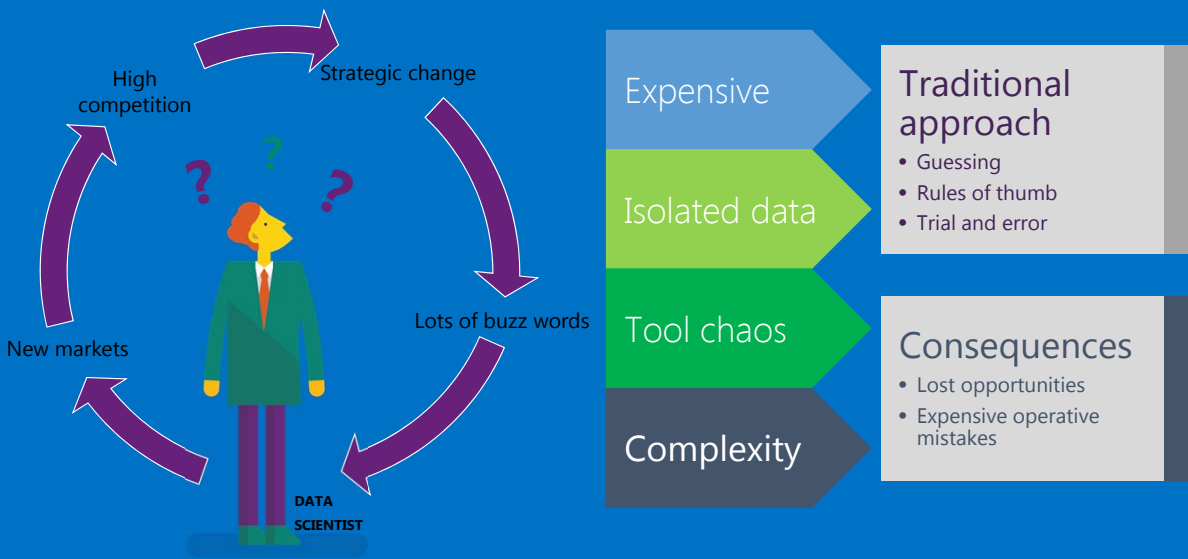 High
competition
Strategic change
?
?
?
Lots of buzz words
New markets
DATA
SCIENTIST
Expensive
Isolated data
Tool chaos
Complexity
Traditional
approach
• Guessing
• Rules of thumb
• Trial and error
Consequences
• Lost opportunities
• Expensive operative
mistakes